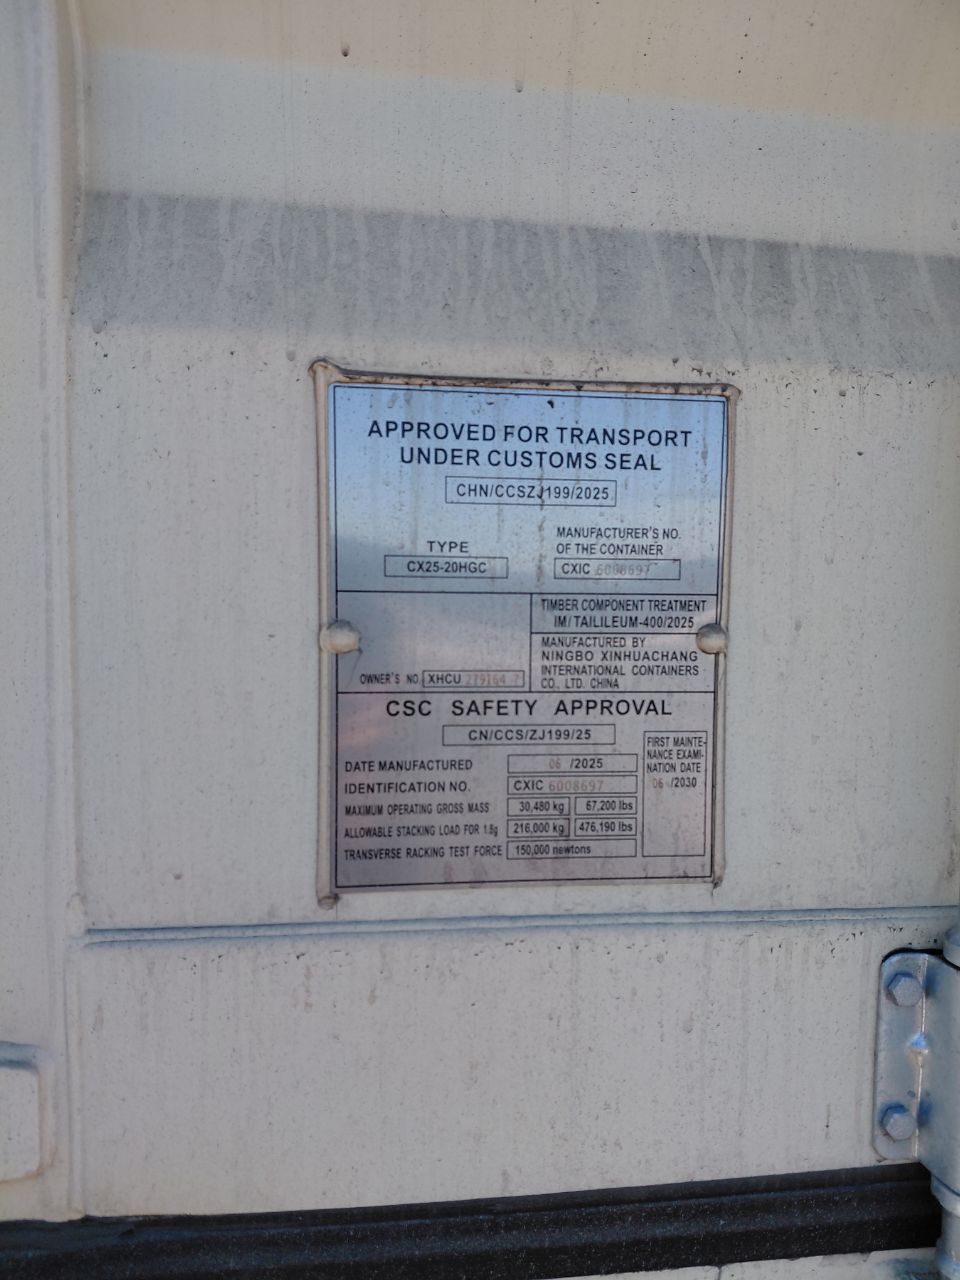 APPROVED FOR TRANSPORT
UNDER CUSTOMS SEAL
CHN/CCSZJ199/2025
TYPE
CX25-20HGC
MANUFACTURER'S NO.
OF THE CONTAINER
CXIC 6008697
TIMBER COMPONENT TREATMENT
IM/TAILILEUM-400/2025
MANUFACTURED BY
NINGBO XINHUACHANG
INTERNATIONAL CONTAINERS
CO., LTD. CHINA
OWNER'S NO. XHCU 279164 7
CSC SAFETY APPROVAL
CN/CCS/ZJ199/25
DATE MANUFACTURED 06 /2025
IDENTIFICATION NO. CXIC 6008697
MAXIMUM OPERATING GROSS MASS 30,480 kg 67,200 lbs
ALLOWABLE STACKING LOAD FOR 1.8g 216,000 kg 476,190 lbs
TRANSVERSE RACKING TEST FORCE 150,000 newtons
FIRST MAINTE-
NANCE EXAMI-
NATION DATE
06 /2030